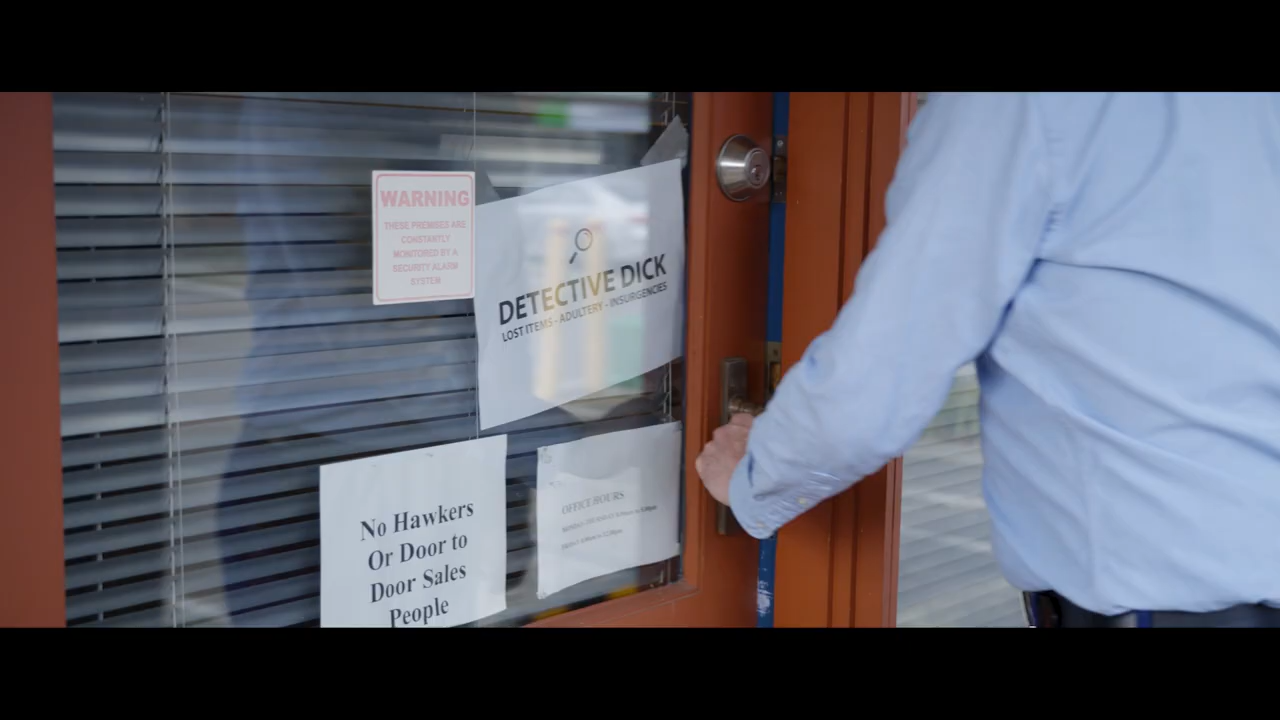 WARNING
THESE PREMISES ARE
CONSTANTLY
MONITORED BY A
SECURITY ALARM
SYSTEM
DETECTIVE DICK
LOST ITEMS - ADULTERY - INSURGENCIES
No Hawkers
Or Door to
Door Sales
People
OFFICE HOURS